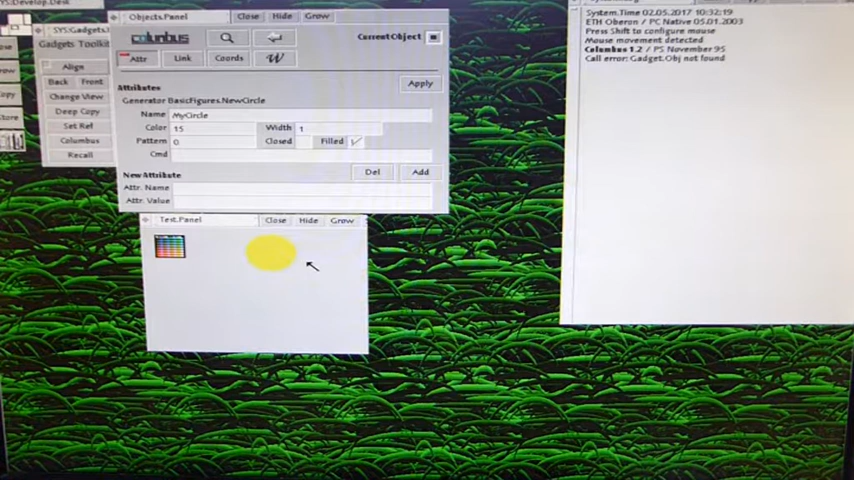 SYS:Develop.Desk
SYS:Gadgets.
Gadgets Toolkit
Align
Back Front
Change View
Deep Copy
Set Ref
Columbus
Recall
Objects.Panel Close Hide Grow
columbus
CurrentObject
Attr Link Coords W
Attributes Apply
Generator BasicFigures.NewCircle
Name MyCircle
Color 15 Width 1
Pattern 0 Closed Filled
Cmd
New Attribute Del Add
Attr. Name
Attr. Value
Test.Panel Close Hide Grow
System.Time 02.05.2017 10:32:19
ETH Oberon / PC Native 05.01.2003
Press Shift to configure mouse
Mouse movement detected
Columbus 1.2 / PS November 95
Call error: Gadget.Obj not found